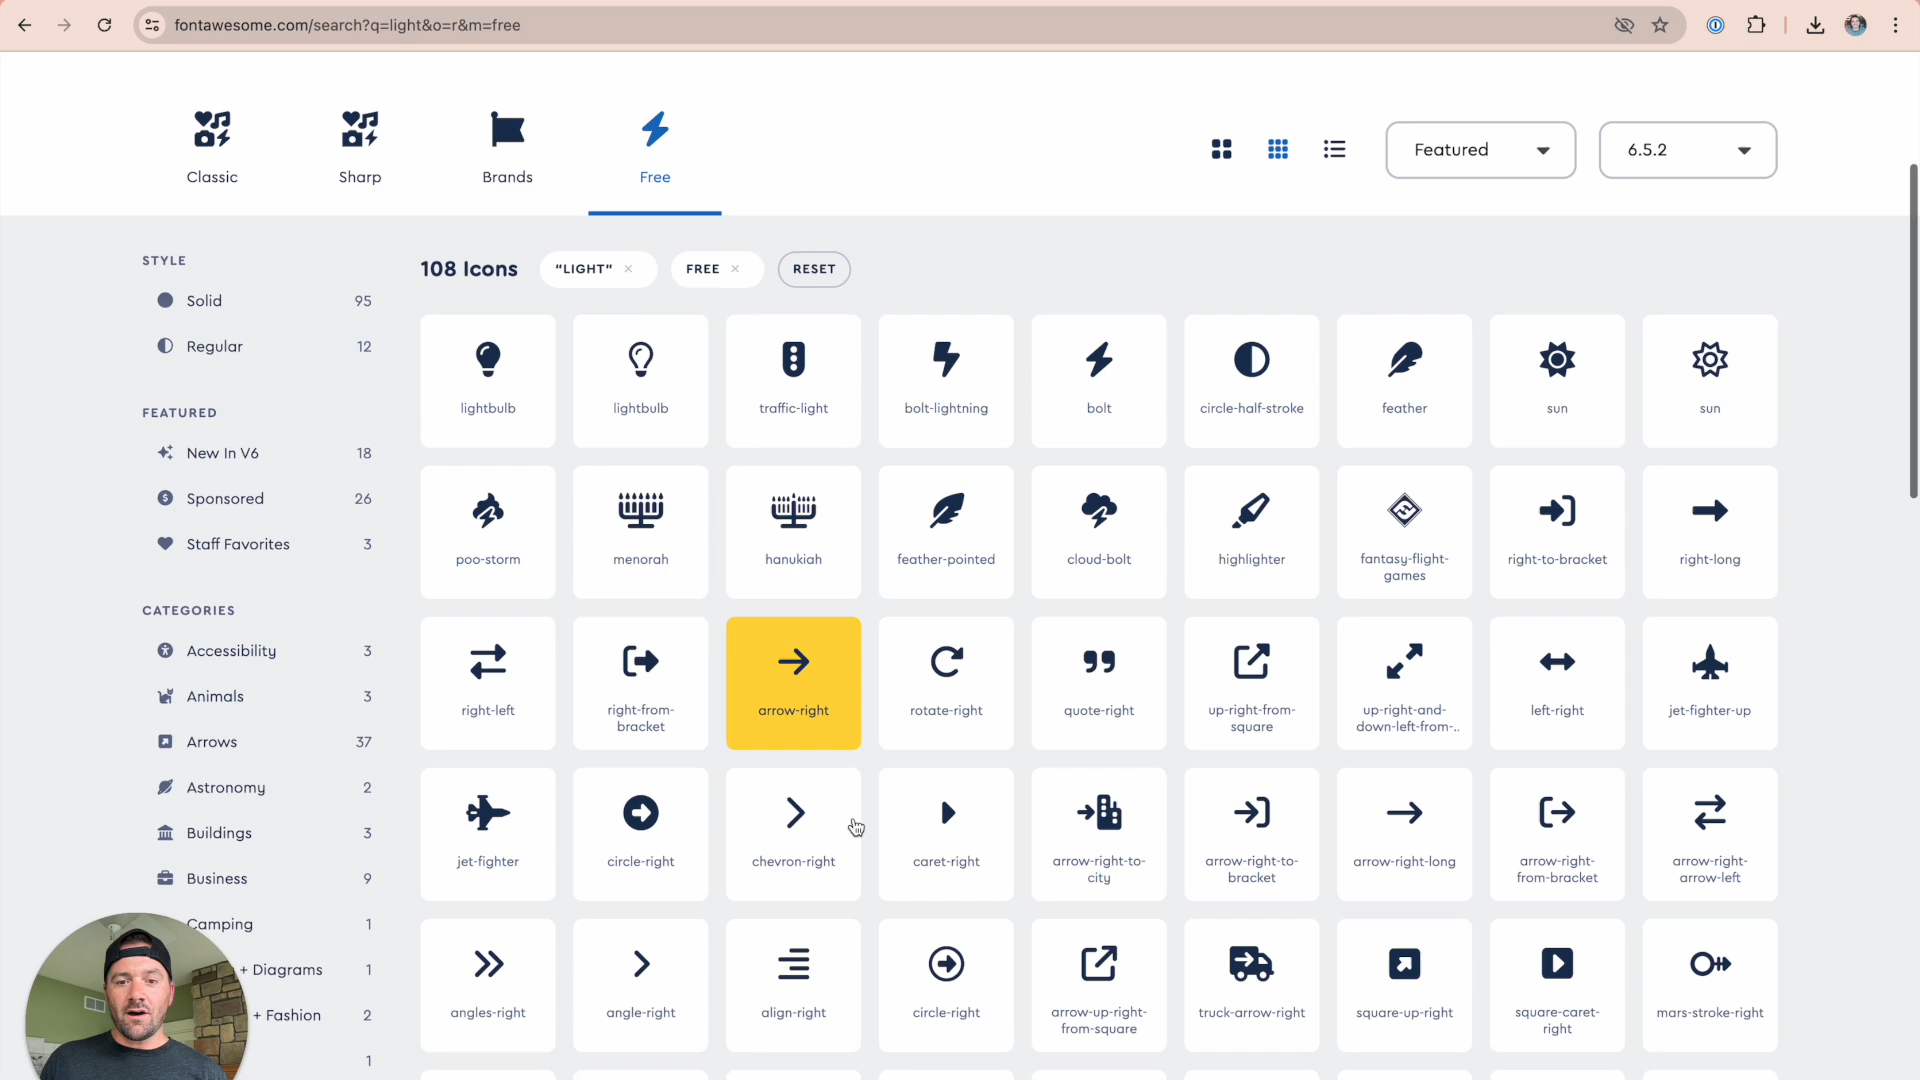 fontawesome.com/search?q=light&o=r&m=free
Classic
Sharp
Brands
Free
Featured
6.5.2
STYLE
Solid 95
Regular 12
FEATURED
New In V6 18
Sponsored 26
Staff Favorites 3
CATEGORIES
Accessibility 3
Animals 3
Arrows 37
Astronomy 2
Buildings 3
Business 9
Camping 1
+ Diagrams 1
+ Fashion 2
1
108 Icons
"LIGHT" ×
FREE ×
RESET
lightbulb
lightbulb
traffic-light
bolt-lightning
bolt
circle-half-stroke
feather
sun
sun
poo-storm
menorah
hanukiah
feather-pointed
cloud-bolt
highlighter
fantasy-flight-
games
right-to-bracket
right-long
right-left
right-from-
bracket
arrow-right
rotate-right
quote-right
up-right-from-
square
up-right-and-
down-left-from-..
left-right
jet-fighter-up
jet-fighter
circle-right
chevron-right
caret-right
arrow-right-to-
city
arrow-right-to-
bracket
arrow-right-long
arrow-right-
from-bracket
arrow-right-
arrow-left
angles-right
angle-right
align-right
circle-right
arrow-up-right-
from-square
truck-arrow-right
square-up-right
square-caret-
right
mars-stroke-right